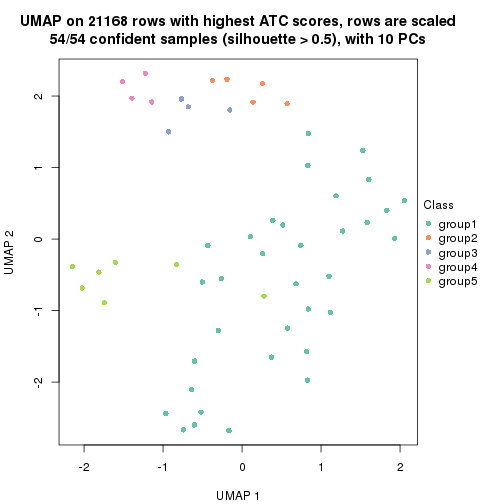 UMAP on 21168 rows with highest ATC scores, rows are scaled
54/54 confident samples (silhouette > 0.5), with 10 PCs
2
1
0
-1
-2
UMAP 2
-2
-1
0
1
2
UMAP 1
Class
group1
group2
group3
group4
group5